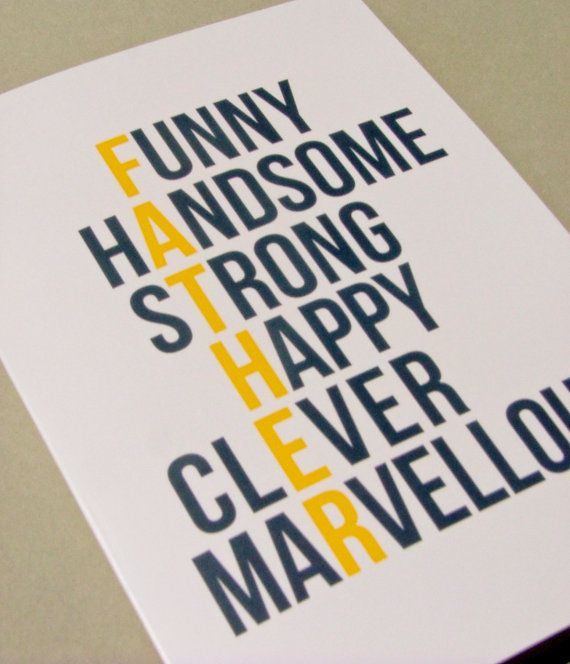 FUNNY
HANDSOME
STRONG
HAPPY
CLEVER
MARVELLOU